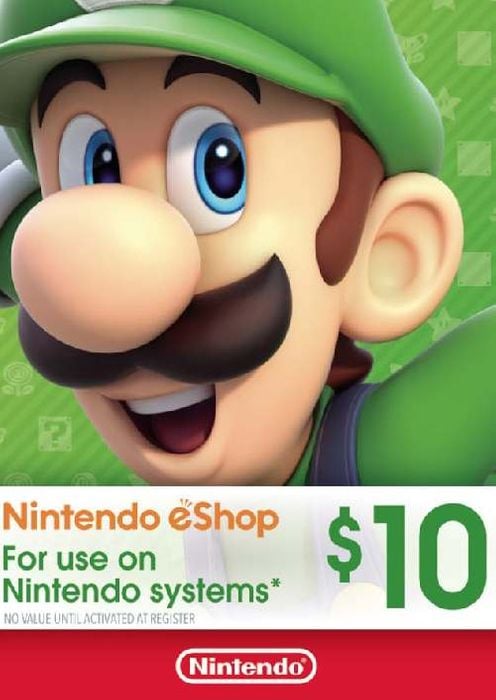 Nintendo eShop
$10
For use on
Nintendo systems*
NO VALUE UNTIL ACTIVATED AT REGISTER
Nintendo®